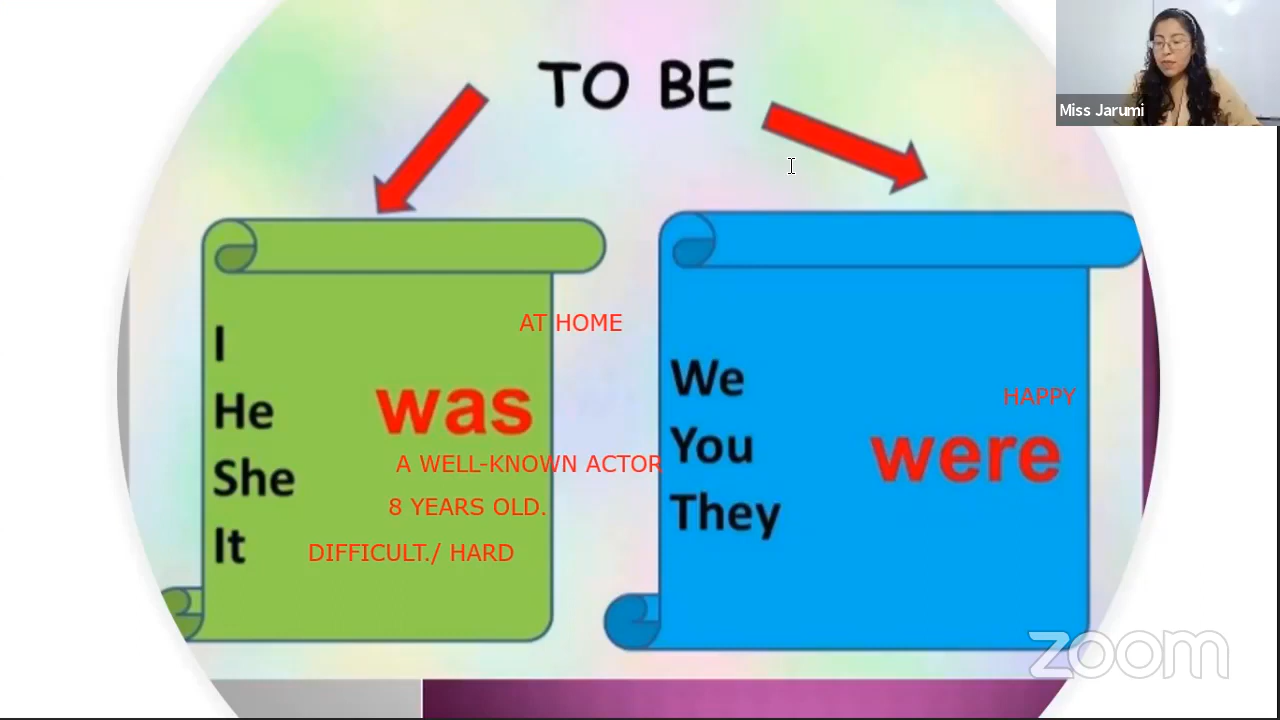 TO BE
Miss Jarumi
I
He
She
It
was
AT HOME
A WELL-KNOWN ACTOR
8 YEARS OLD.
DIFFICULT./ HARD
We
You
They
were
HAPPY
zoom